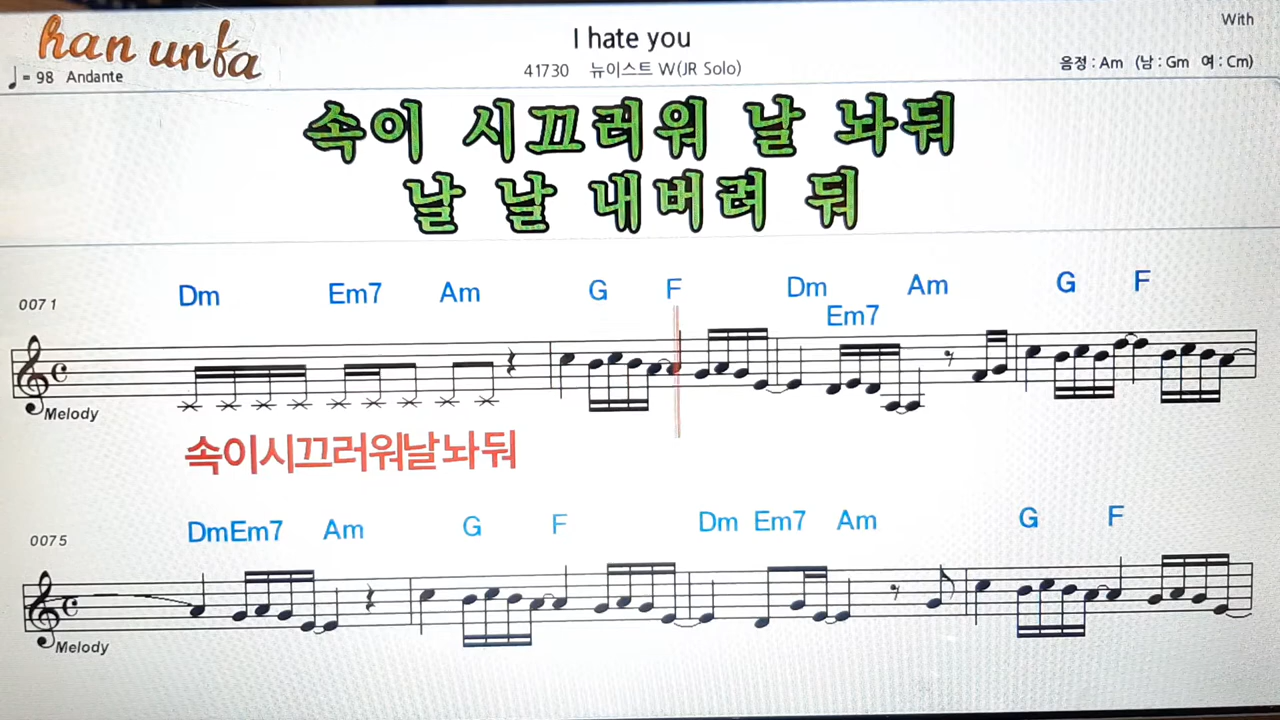 With
han unfa
I hate you
♩ = 98 Andante
41730 뉴이스트 W(JR Solo)
음정 : Am (남 : Gm 여 : Cm)
속이 시끄러워 날 놔둬
날 날 내버려 둬
0071
Dm Em7 Am G F Dm Em7 Am G F
Melody
속이시끄러워날놔둬
0075
Dm Em7 Am G F Dm Em7 Am G F
Melody